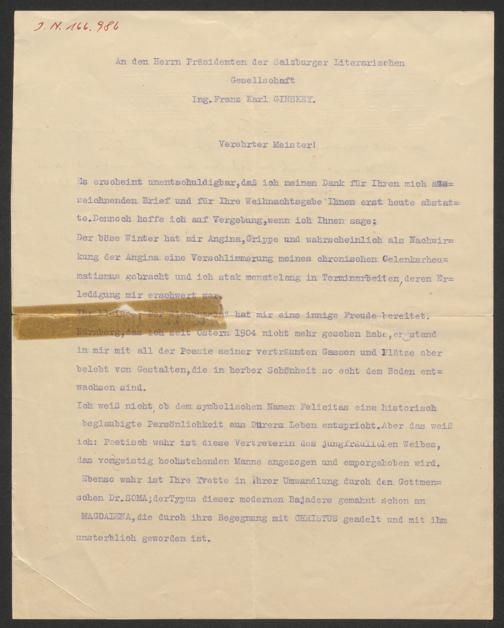 J.N. 166.986
An den Herrn Präsidenten der Salzburger Literarischen
Gesellschaft
Ing.Franz Karl GINSKEY.
Verehrter Meister!
Es erscheint unentschuldigbar,daß ich meinen Dank für Ihren mich aus=
zeichnenden Brief und für Ihre Weihnachtsgabe Ihnen erst heute abstat=
te.Dennoch hoffe ich auf Vergebung,wenn ich Ihnen sage:
Der böse Winter hat mir Angina,Grippe und wahrscheinlich als Nachwir=
kung der Angina eine Verschlimmerung meines chronischen Gelenksrheu=
matismus gebracht und ich stak monatelang in Terminarbeiten,deren Er=
ledigung mir erschwert war.
hat mir eine innige Freude bereitet.
Nürnberg,das ich seit Ostern 1904 nicht mehr gesehen habe,erstand
in mir mit all der Poesie seiner verträumten Gassen und Plätze aber
belebt von Gestalten,die in herber Schönheit so echt dem Boden ent=
wachsen sind.
Ich weiß nicht,ob dem symbolischen Namen Felicitas eine historisch
beglaubigte Persönlichkeit aus Dürers Leben entspricht.Aber das weiß
ich: Poetisch wahr ist diese Vertreterin des jungfräulichen Weibes,
das vom geistig hochstehenden Manne angezogen und emporgehoben wird.
Ebenso wahr ist Ihre Yvette in ihrer Umwandlung durch den Gottmen=
schen Dr.SOMA;derTypus dieser modernen Bajadere gemahnt schon an
MAGDALENA,die durch ihre Begegnung mit CHRISTUS geadelt und mit ihm
unsterblich geworden ist.